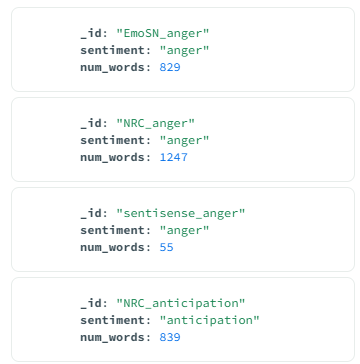 _id: "EmoSN_anger"
sentiment: "anger"
num_words: 829
_id: "NRC_anger"
sentiment: "anger"
num_words: 1247
_id: "sentisense_anger"
sentiment: "anger"
num_words: 55
_id: "NRC_anticipation"
sentiment: "anticipation"
num_words: 839